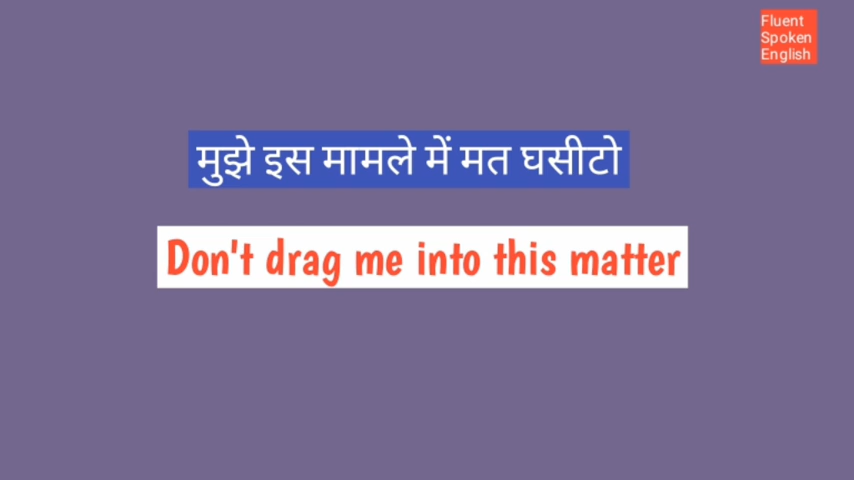 Fluent
Spoken
English
मुझे इस मामले में मत घसीटो
Don't drag me into this matter